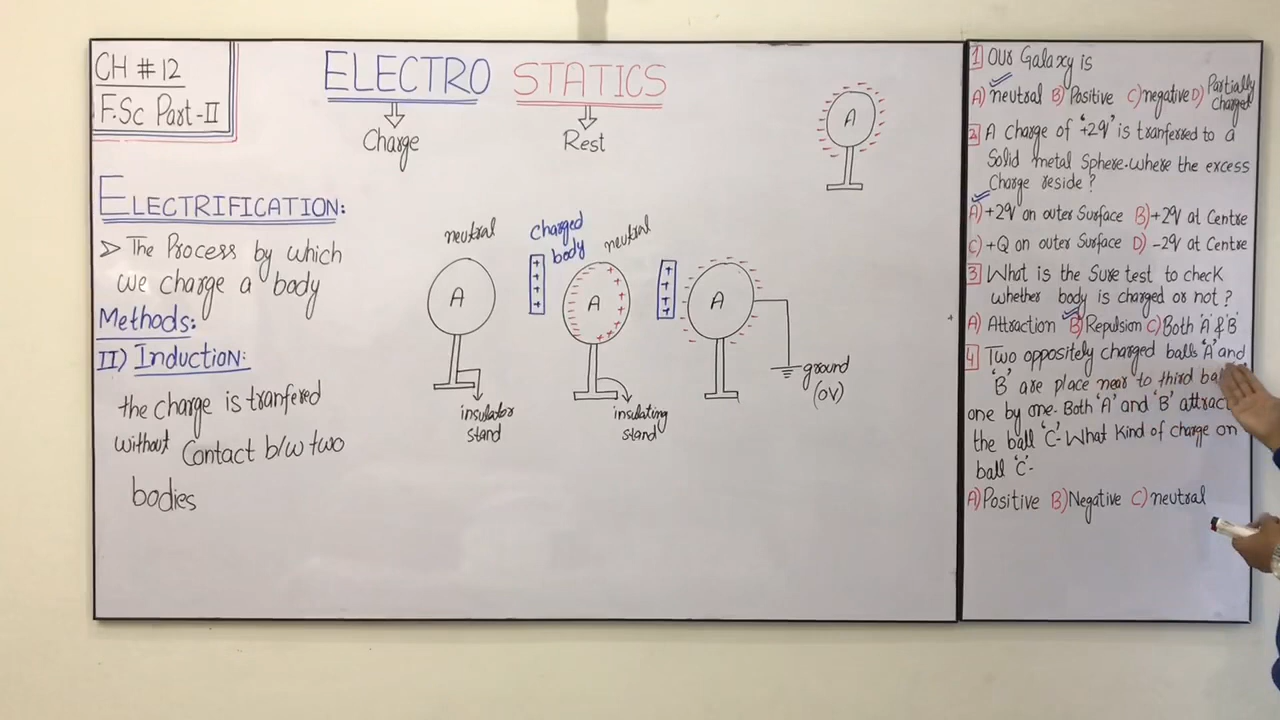 CH # 12
F.Sc Part-II
ELECTRO STATICS
Charge
Rest
A
ELECTRIFICATION:
➢ The Process by which
we charge a body
Methods:
II) Induction:
the charge is tranfered
without Contact b/w two
bodies
neutral
A
insulator
stand
charged
body
neutral
A
insulating
stand
A
ground
(0V)
1 Our Galaxy is
A) neutral B) Positive C) negative D) Partially
charged
2 A charge of '+2q' is tranferred to a
Solid metal Sphere. Where the excess
Charge reside?
A) +2q on outer Surface B) +2q at Centre
C) +Q on outer Surface D) -2q at Centre
3 What is the Sure test to check
whether body is charged or not?
A) Attraction B) Repulsion C) Both 'A' & 'B'
4 Two oppositely charged balls 'A' and
'B' are place near to third
one by one. Both 'A' and 'B' attract
the ball 'C'- What kind of charge on
ball 'C'-
A) Positive B) Negative C) neutral